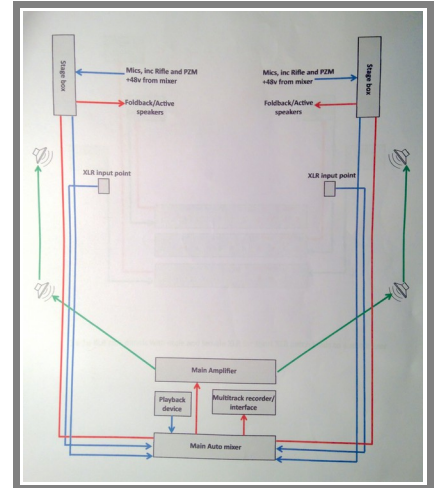 Stage box
Mics, inc Rifle and PZM
+48v from mixer
Foldback/Active
speakers
Mics, inc Rifle and PZM
+48v from mixer
Foldback/Active
speakers
Stage box
XLR input point
XLR input point
Main Amplifier
Playback
device
Multitrack recorder/
interface
Main Auto mixer